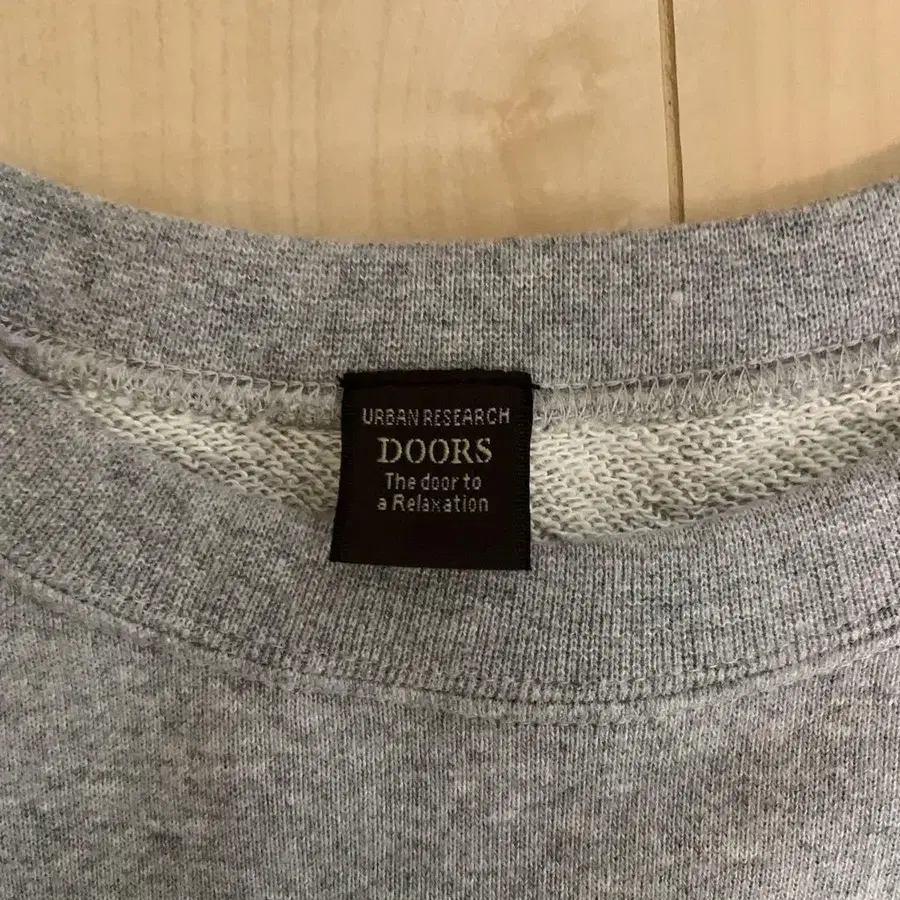 URBAN RESEARCH
DOORS
The door to
a Relaxation